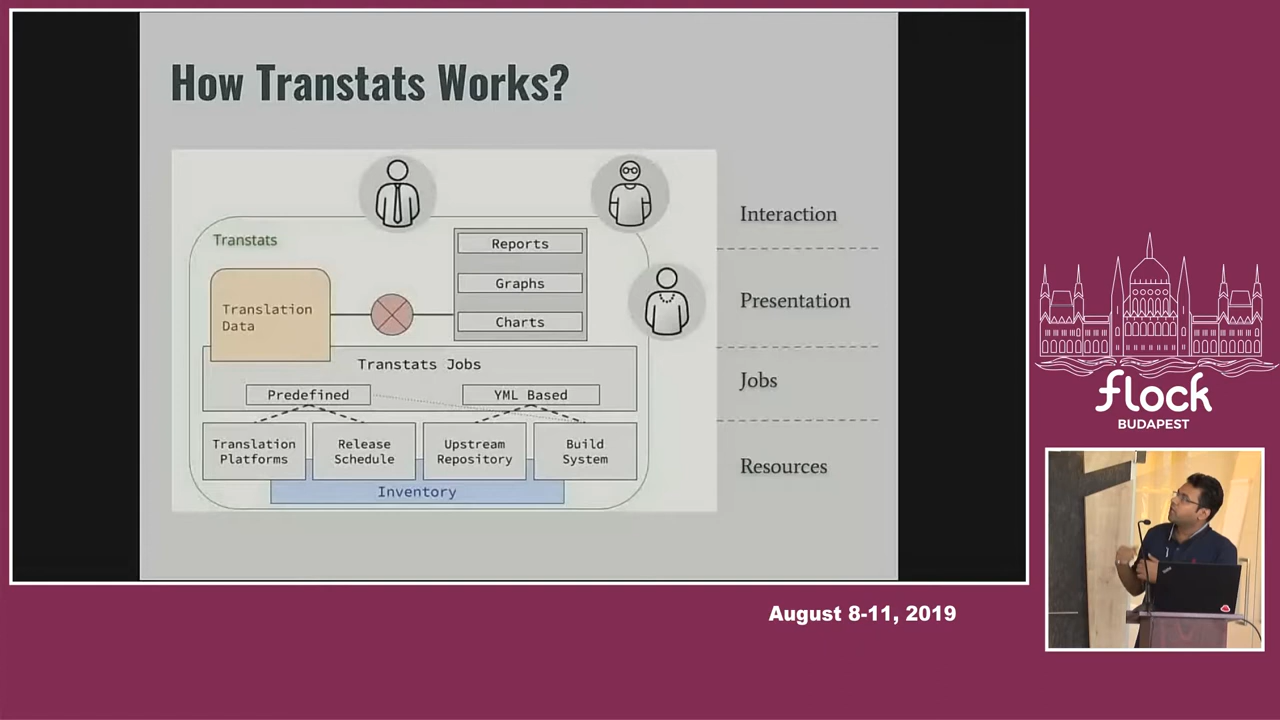 How Transtats Works?
Transtats
Translation
Data
Reports
Graphs
Charts
Transtats Jobs
Predefined
YML Based
Translation
Platforms
Release
Schedule
Upstream
Repository
Build
System
Inventory
Interaction
Presentation
Jobs
Resources
flock
BUDAPEST
August 8-11, 2019